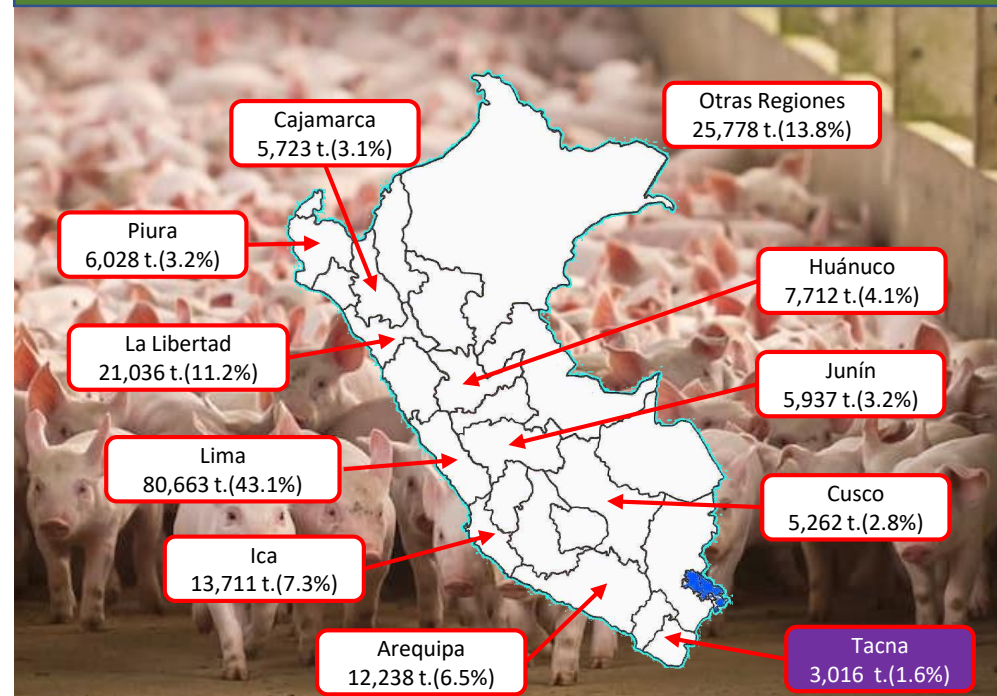 Otras Regiones
25,778 t.(13.8%)
Cajamarca
5,723 t.(3.1%)
Piura
6,028 t.(3.2%)
Huánuco
7,712 t.(4.1%)
La Libertad
21,036 t.(11.2%)
Junín
5,937 t.(3.2%)
Lima
80,663 t.(43.1%)
Cusco
5,262 t.(2.8%)
Ica
13,711 t.(7.3%)
Arequipa
12,238 t.(6.5%)
Tacna
3,016 t.(1.6%)